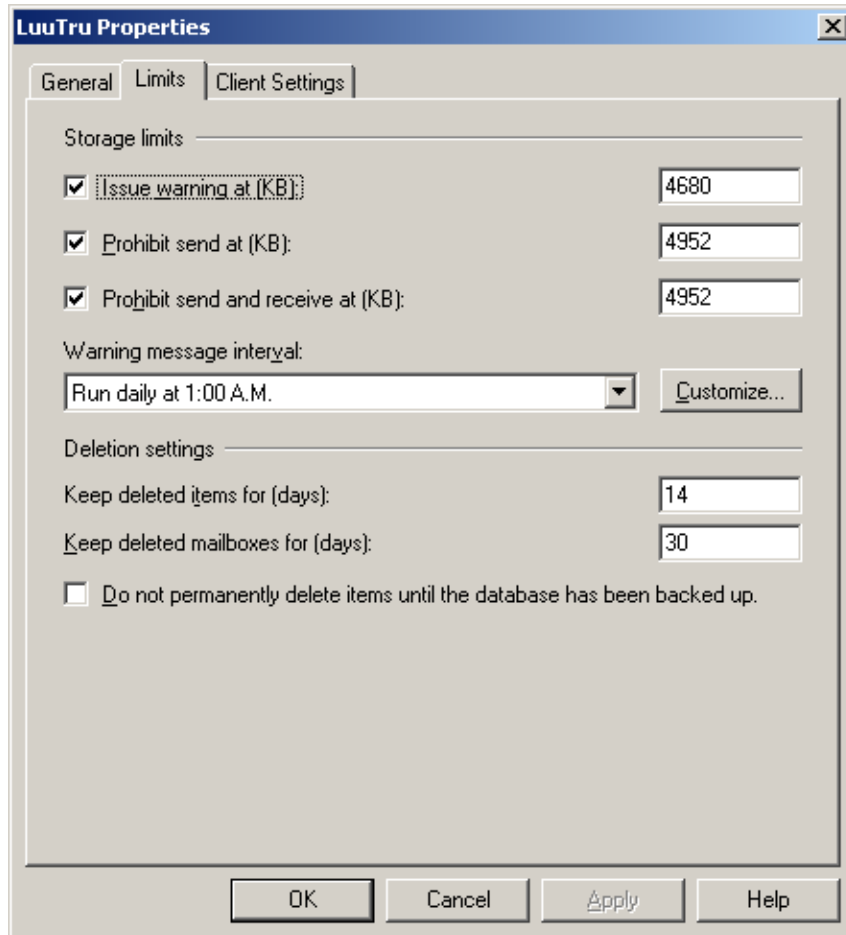 LuuTru Properties
General Limits Client Settings
Storage limits
Issue warning at (KB): 4680
Prohibit send at (KB): 4952
Prohibit send and receive at (KB): 4952
Warning message interval:
Run daily at 1:00 A.M. Customize...
Deletion settings
Keep deleted items for (days): 14
Keep deleted mailboxes for (days): 30
Do not permanently delete items until the database has been backed up.
OK Cancel Apply Help